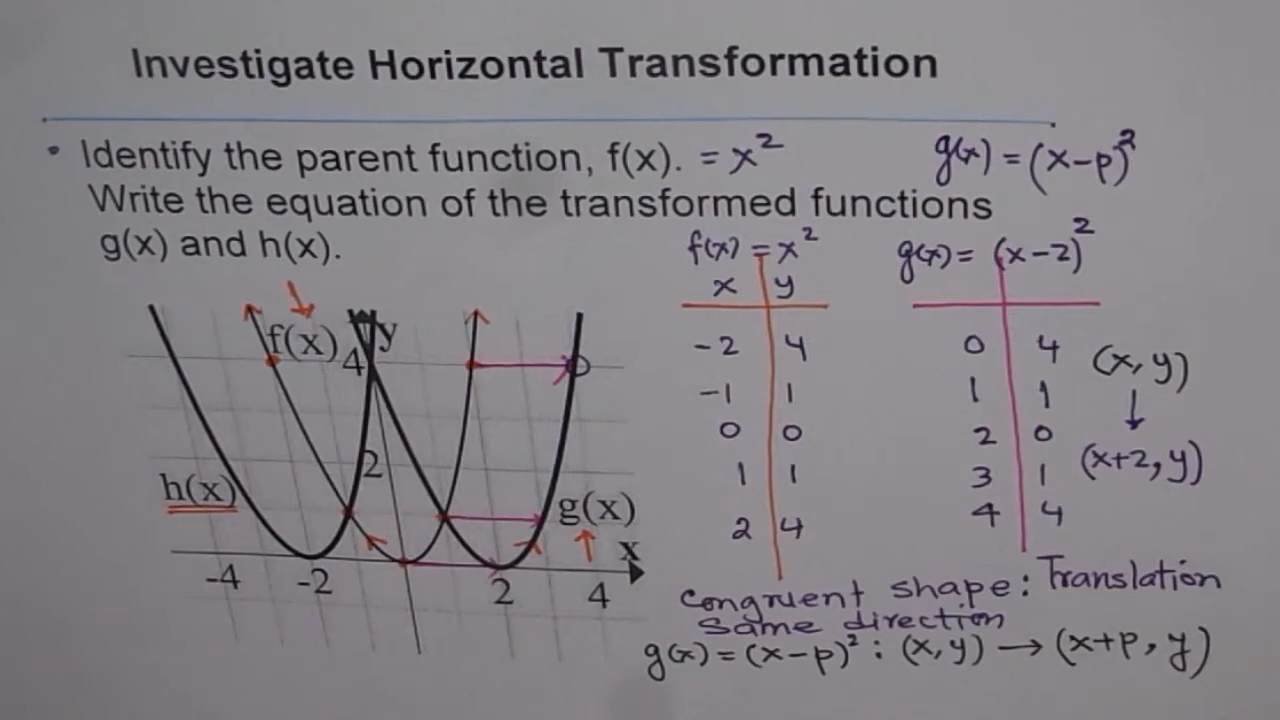 Investigate Horizontal Transformation
• Identify the parent function, f(x). = x²
g(x) = (x-p)²
Write the equation of the transformed functions
g(x) and h(x).
f(x) = x²
x y
-2 4
-1 1
0 0
1 1
2 4
g(x) = (x-2)²
0 4
1 1
2 0
3 1
4 4
(x, y)
↓
(x+2, y)
f(x)
y
4
2
h(x)
g(x)
x
-4 -2 2 4
Congruent shape: Translation
Same direction
g(x) = (x-p)² : (x, y) → (x+p, y)